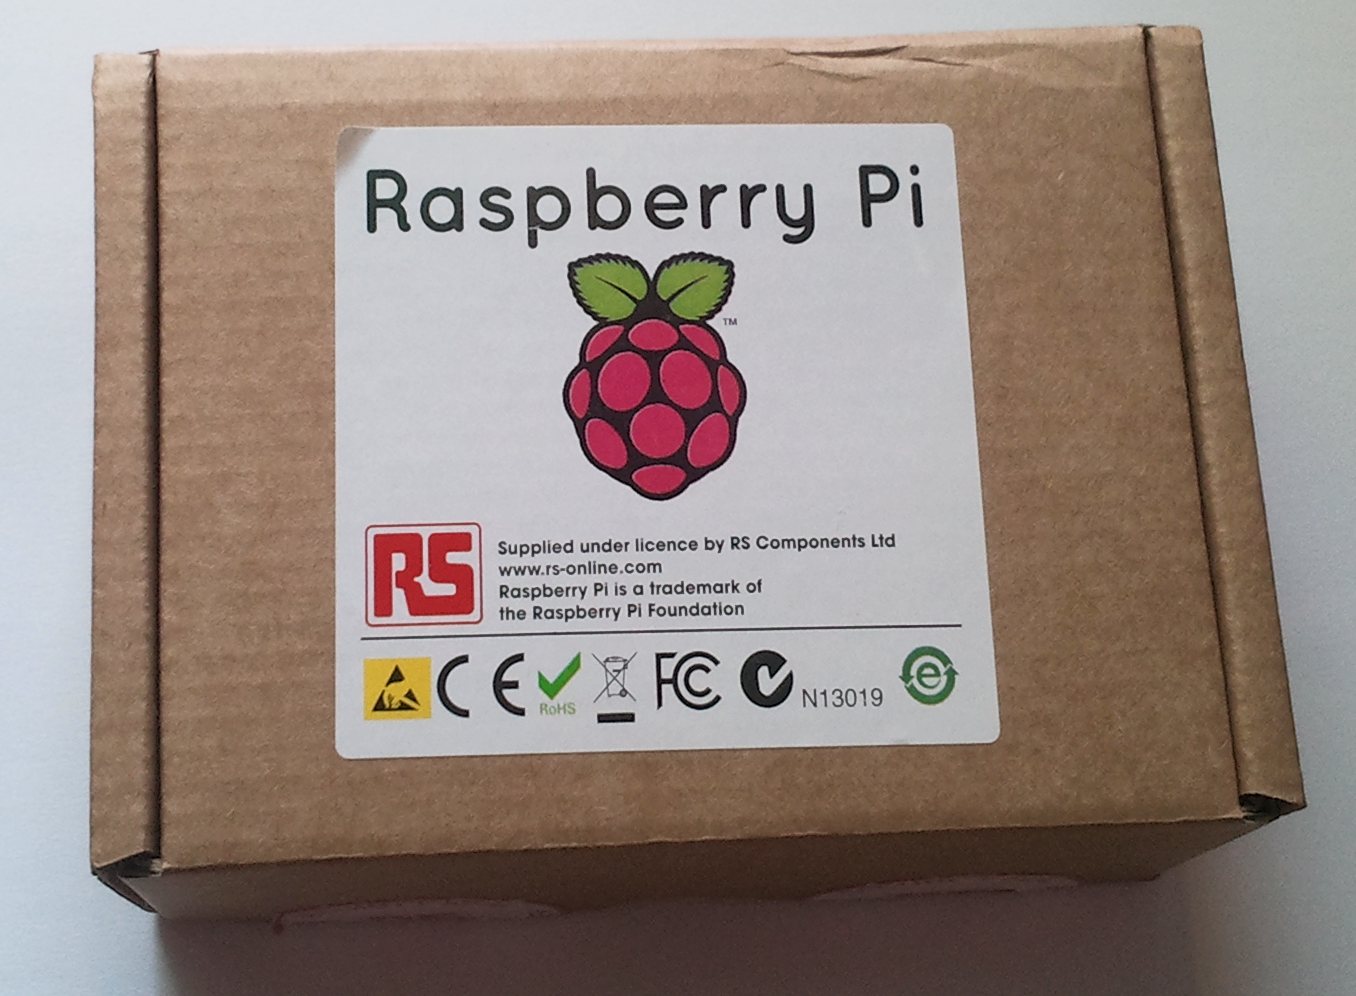 Raspberry Pi
TM
RS
Supplied under licence by RS Components Ltd
www.rs-online.com
Raspberry Pi is a trademark of
the Raspberry Pi Foundation
CE RoHS FC N13019 e